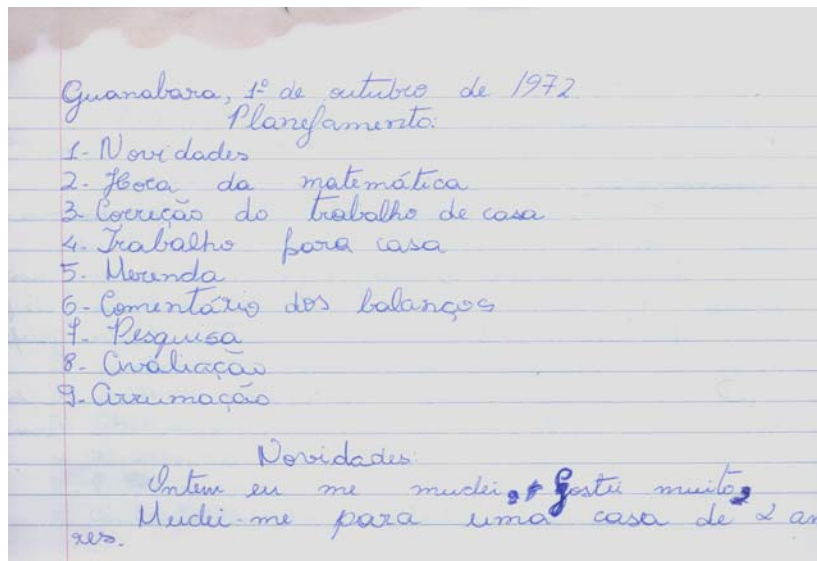 Guanabara, 1º de outubro de 1972
Planejamento:
1- Novidades
2- Hora da matemática
3- Correção do trabalho de casa
4- Trabalho para casa
5- Merenda
6- Comentário dos balanços
7- Pesquisa
8- Avaliação
9- Arrumação
Novidades:
Ontem eu me mudei, Gostei muito,
Mudei-me para uma casa de 2 an
res.